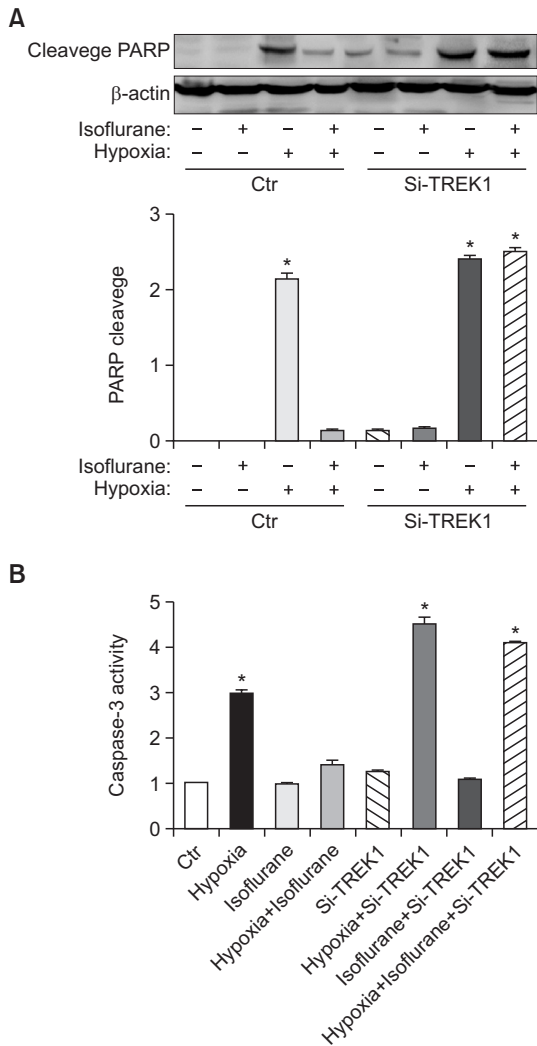 A
Cleavege PARP
β-actin
Isoflurane: – + – + – + – +
Hypoxia: – – + + – – + +
Ctr Si-TREK1
3
2
1
0
PARP cleavege
* * *
Isoflurane: – + – + – + – +
Hypoxia: – – + + – – + +
Ctr Si-TREK1
B
5
4
3
2
1
0
Caspase-3 activity
* * *
Ctr
Hypoxia
Isoflurane
Hypoxia+Isoflurane
Si-TREK1
Hypoxia+Si-TREK1
Isoflurane+Si-TREK1
Hypoxia+Isoflurane+Si-TREK1